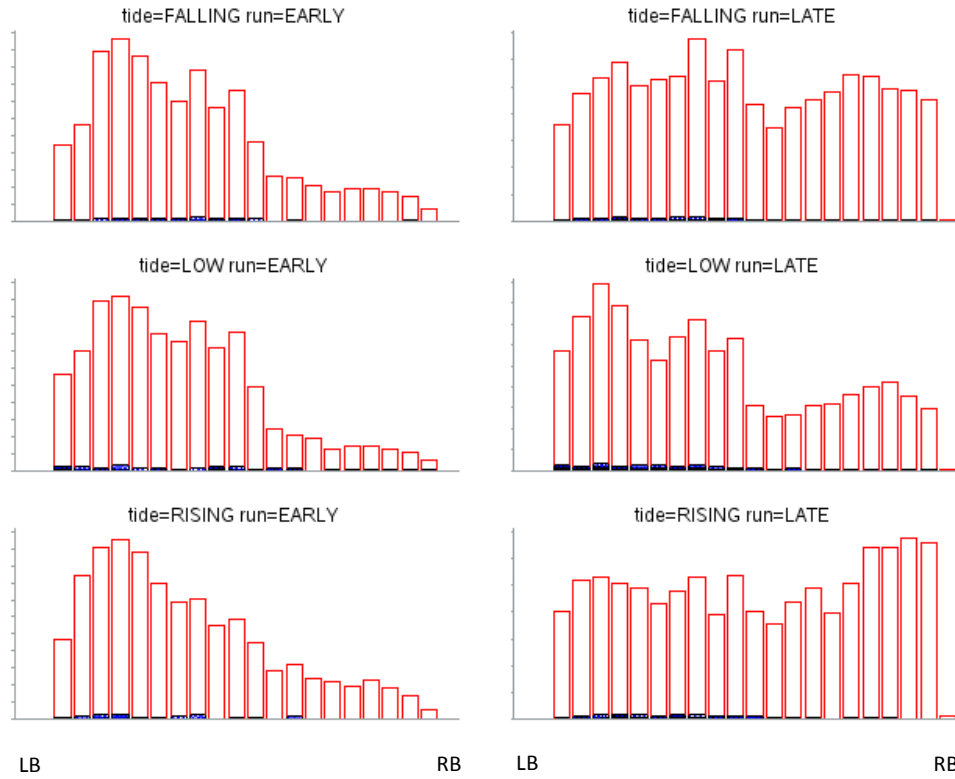 tide=FALLING run=EARLY
tide=FALLING run=LATE
tide=LOW run=EARLY
tide=LOW run=LATE
tide=RISING run=EARLY
tide=RISING run=LATE
LB RB LB RB